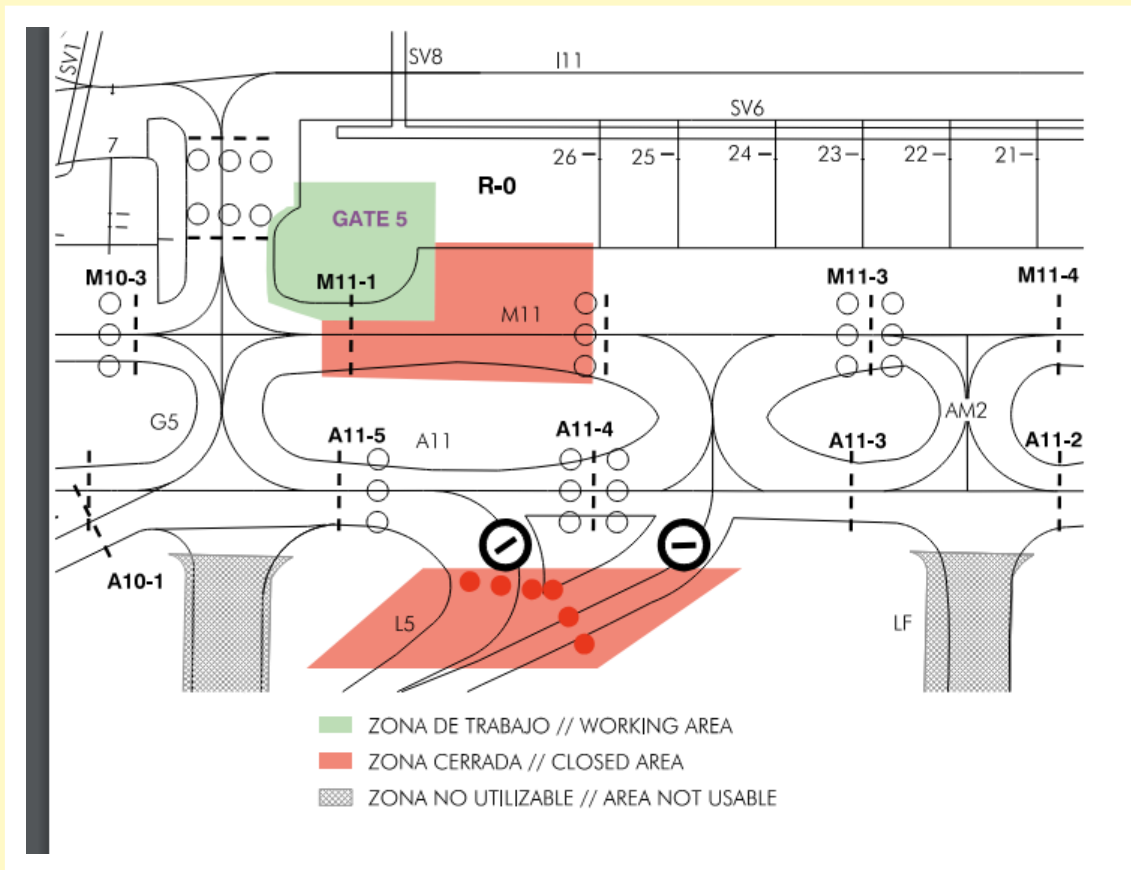 SV1
SV8
I11
SV6
7
26
25
24
23
22
21
R-0
GATE 5
M10-3
M11-1
M11
M11-3
M11-4
G5
A11-5
A11
A11-4
A11-3
AM2
A11-2
A10-1
L5
LF
ZONA DE TRABAJO // WORKING AREA
ZONA CERRADA // CLOSED AREA
ZONA NO UTILIZABLE // AREA NOT USABLE